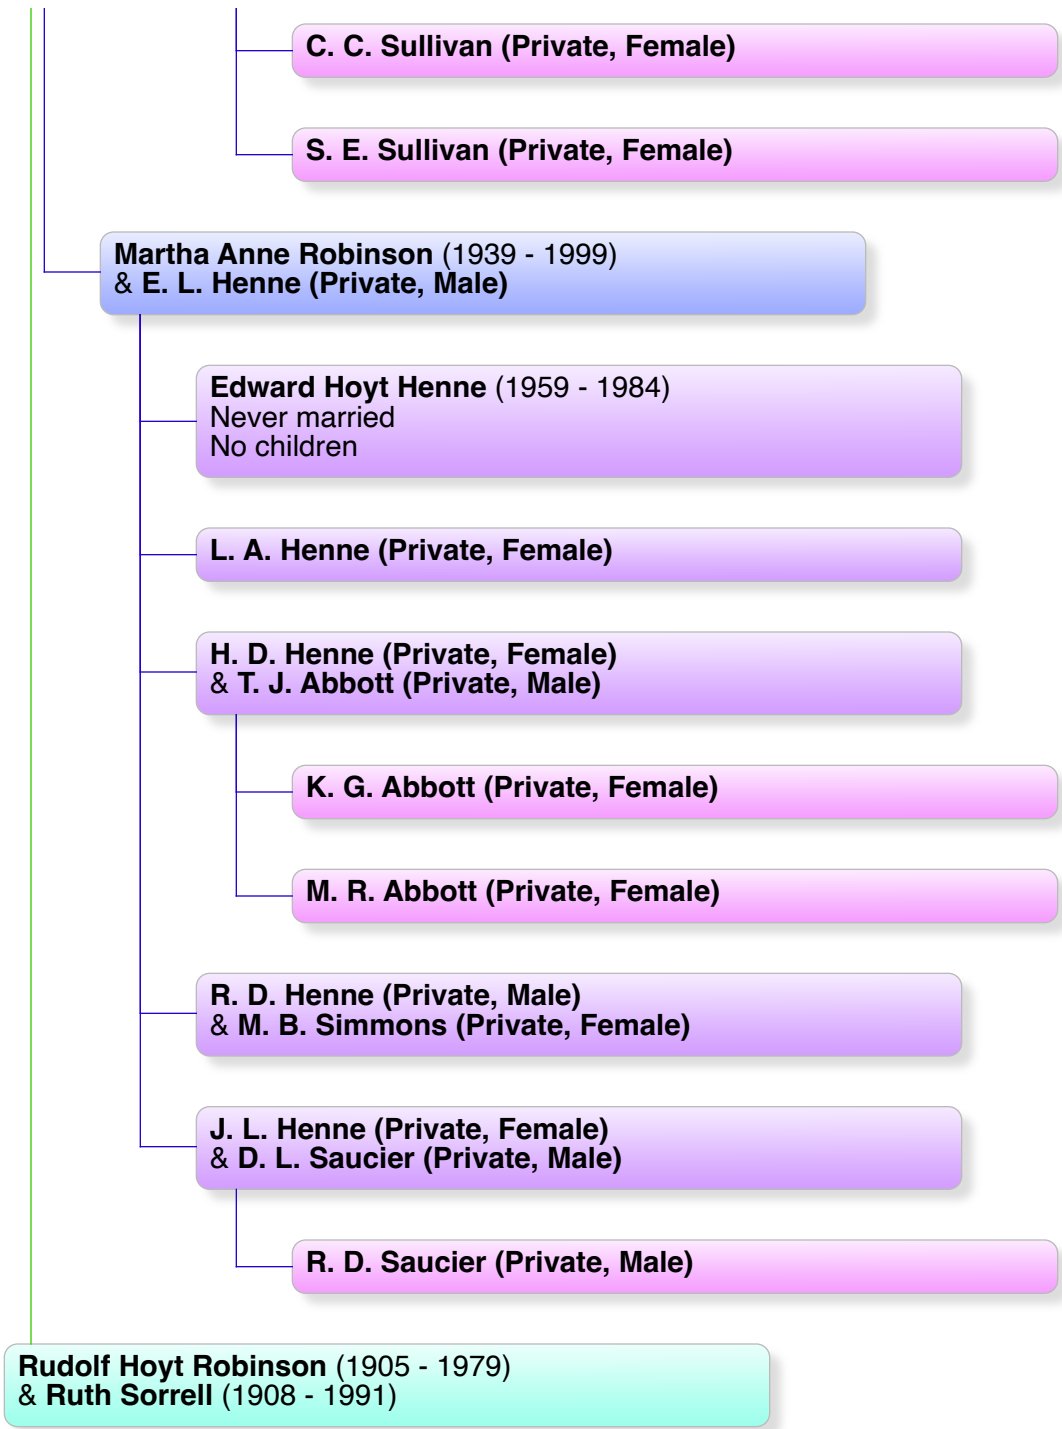 C. C. Sullivan (Private, Female)
S. E. Sullivan (Private, Female)
Martha Anne Robinson (1939 - 1999)
& E. L. Henne (Private, Male)
Edward Hoyt Henne (1959 - 1984)
Never married
No children
L. A. Henne (Private, Female)
H. D. Henne (Private, Female)
& T. J. Abbott (Private, Male)
K. G. Abbott (Private, Female)
M. R. Abbott (Private, Female)
R. D. Henne (Private, Male)
& M. B. Simmons (Private, Female)
J. L. Henne (Private, Female)
& D. L. Saucier (Private, Male)
R. D. Saucier (Private, Male)
Rudolf Hoyt Robinson (1905 - 1979)
& Ruth Sorrell (1908 - 1991)